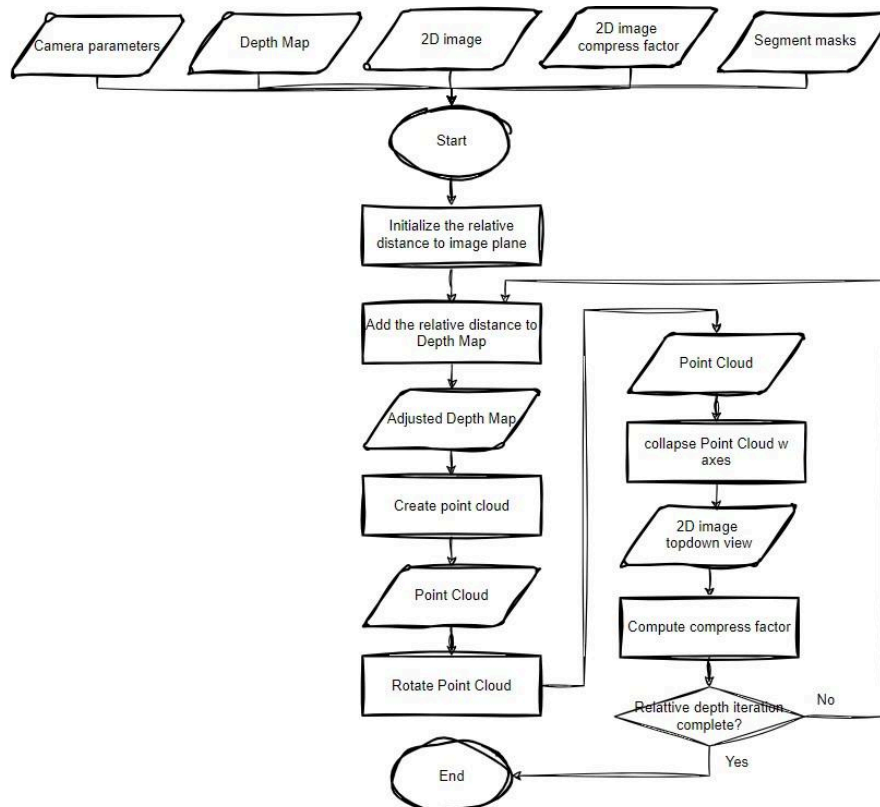 Camera parameters
Depth Map
2D image
2D image
compress factor
Segment masks
Start
Initialize the relative
distance to image plane
Add the relative distance to
Depth Map
Adjusted Depth Map
Create point cloud
Point Cloud
Rotate Point Cloud
Point Cloud
collapse Point Cloud w
axes
2D image
topdown view
Compute compress factor
Relattive depth iteration
complete?
No
Yes
End